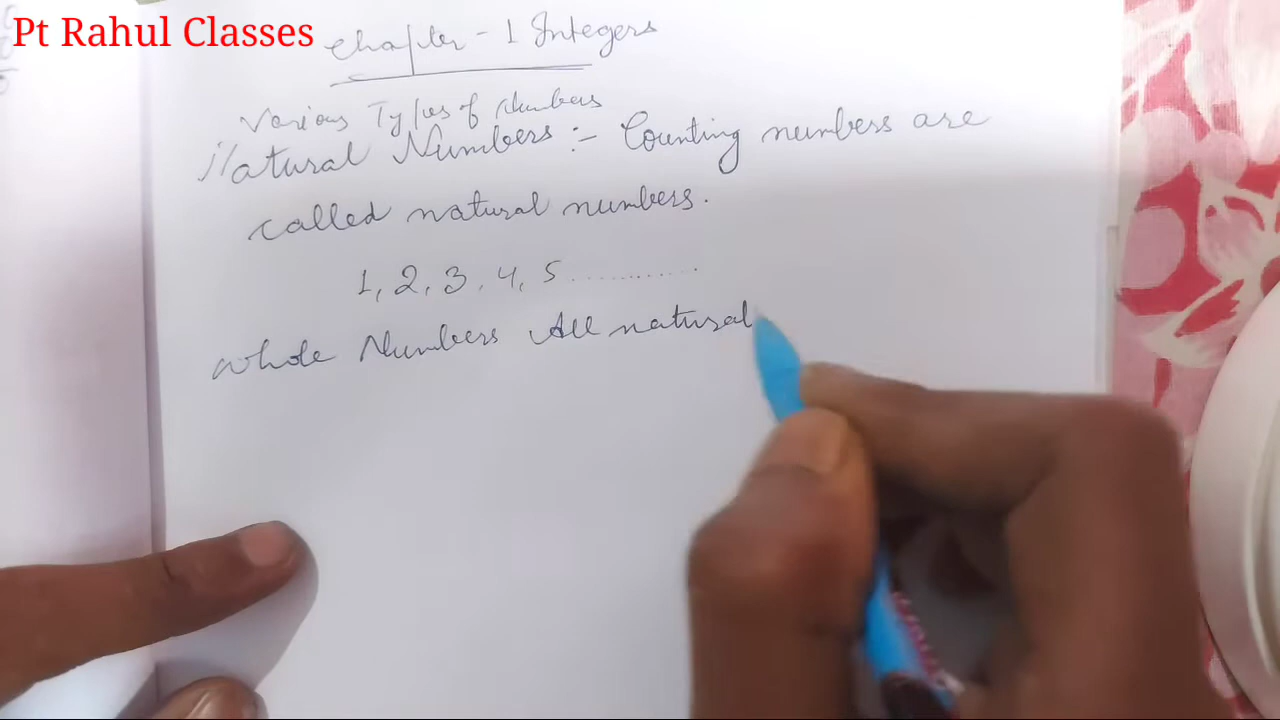 Pt Rahul Classes
Chapter - 1 Integers
Various Types of Numbers
Natural Numbers :- Counting numbers are
called natural numbers.
1, 2, 3, 4, 5.............
Whole Numbers All natural